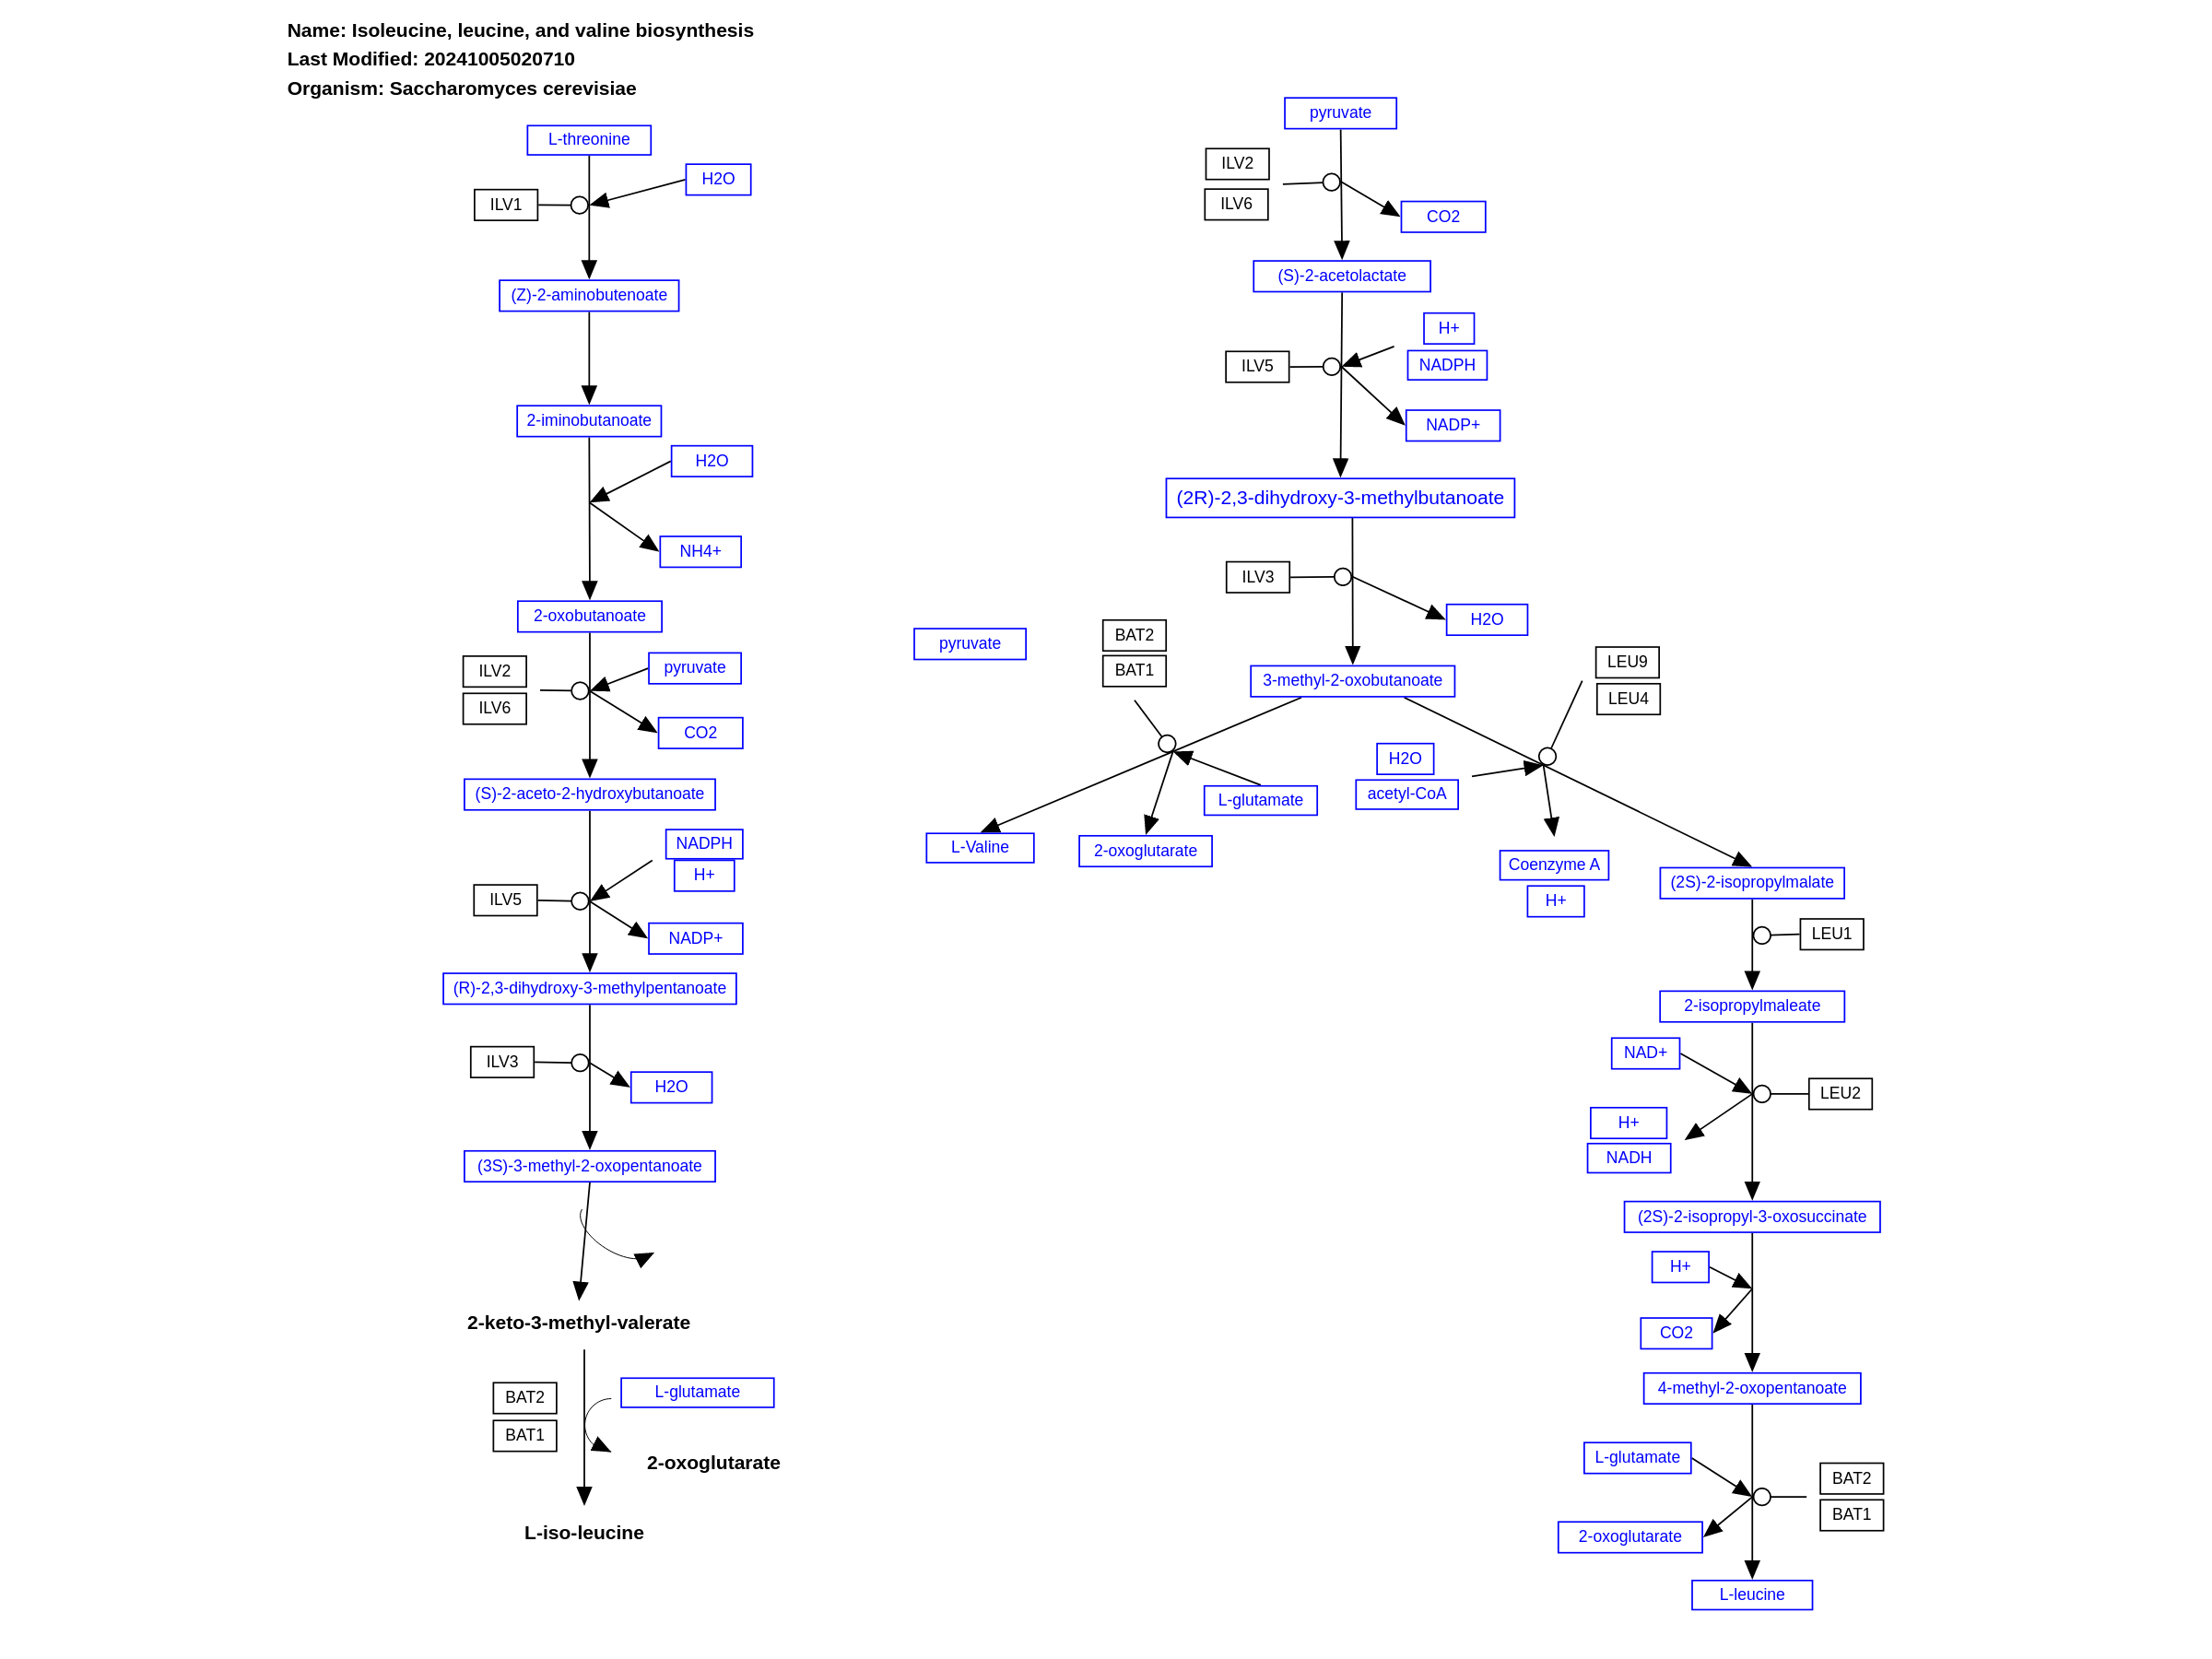 Name: Isoleucine, leucine, and valine biosynthesis
Last Modified: 20241005020710
Organism: Saccharomyces cerevisiae
L-threonine
H2O
ILV1
(Z)-2-aminobutenoate
2-iminobutanoate
H2O
NH4+
2-oxobutanoate
ILV2
pyruvate
ILV6
CO2
(S)-2-aceto-2-hydroxybutanoate
NADPH
H+
ILV5
NADP+
(R)-2,3-dihydroxy-3-methylpentanoate
ILV3
H2O
(3S)-3-methyl-2-oxopentanoate
2-keto-3-methyl-valerate
BAT2
L-glutamate
BAT1
2-oxoglutarate
L-iso-leucine
pyruvate
ILV2
ILV6
CO2
(S)-2-acetolactate
H+
ILV5
NADPH
NADP+
(2R)-2,3-dihydroxy-3-methylbutanoate
ILV3
H2O
pyruvate
BAT2
BAT1
3-methyl-2-oxobutanoate
LEU9
LEU4
H2O
acetyl-CoA
L-glutamate
L-Valine
2-oxoglutarate
Coenzyme A
H+
(2S)-2-isopropylmalate
LEU1
2-isopropylmaleate
NAD+
LEU2
H+
NADH
(2S)-2-isopropyl-3-oxosuccinate
H+
CO2
4-methyl-2-oxopentanoate
L-glutamate
BAT2
BAT1
2-oxoglutarate
L-leucine